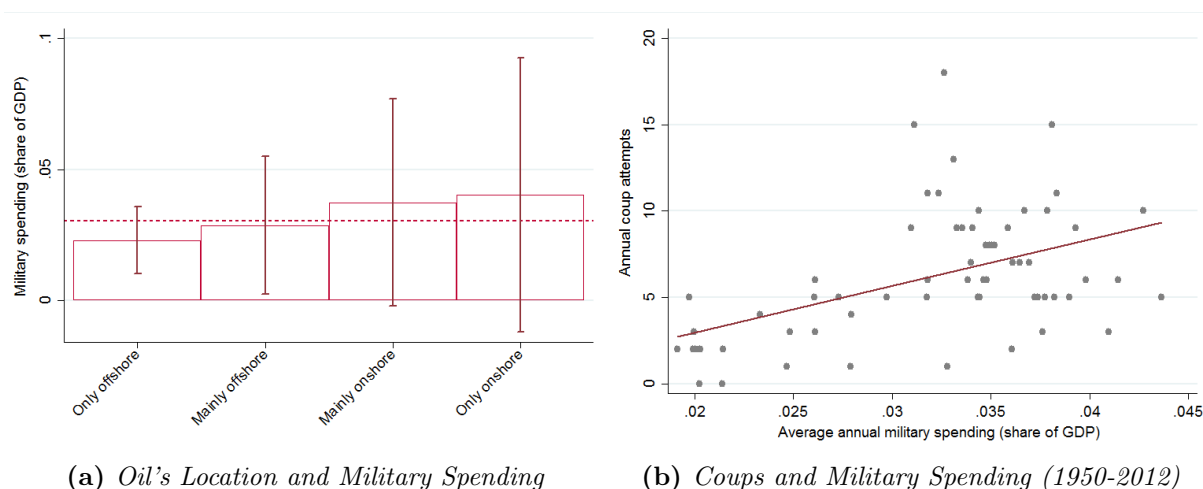 Military spending (share of GDP)
.1
.05
0
Only offshore
Mainly offshore
Mainly onshore
Only onshore
(a) Oil's Location and Military Spending
Annual coup attempts
20
15
10
5
0
.02 .025 .03 .035 .04 .045
Average annual military spending (share of GDP)
(b) Coups and Military Spending (1950-2012)